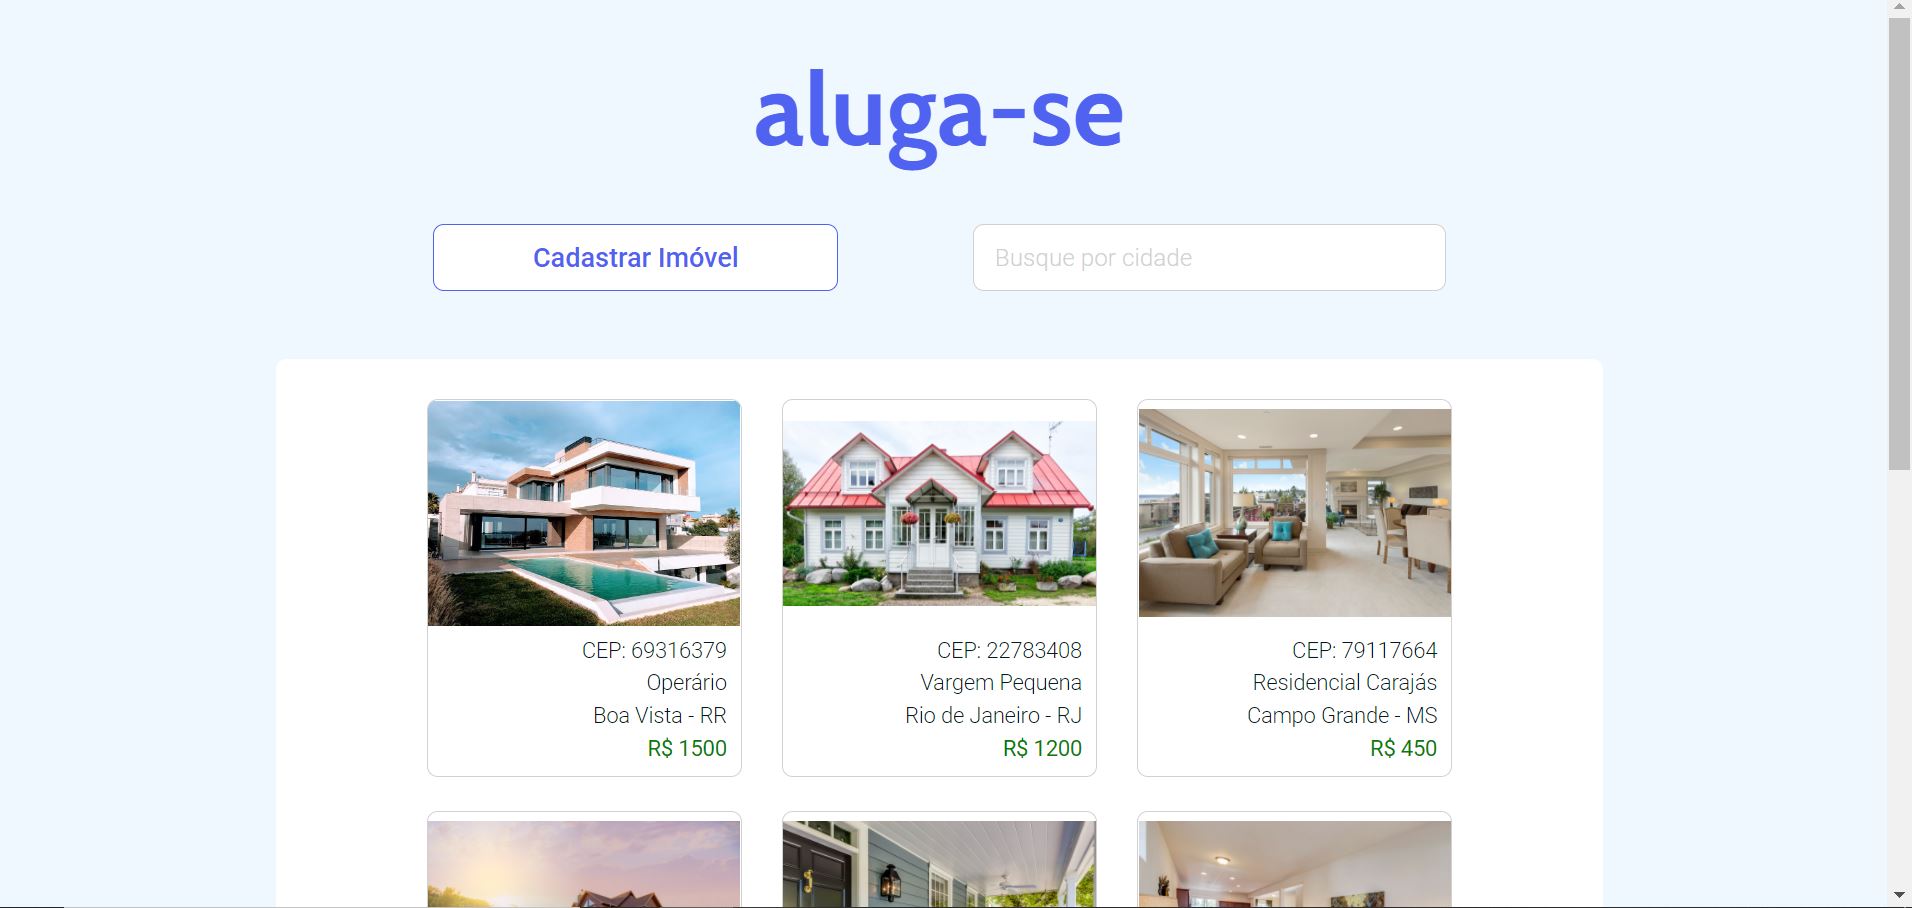 aluga-se
Cadastrar Imóvel
Busque por cidade
CEP: 69316379
Operário
Boa Vista - RR
R$ 1500
CEP: 22783408
Vargem Pequena
Rio de Janeiro - RJ
R$ 1200
CEP: 79117664
Residencial Carajás
Campo Grande - MS
R$ 450